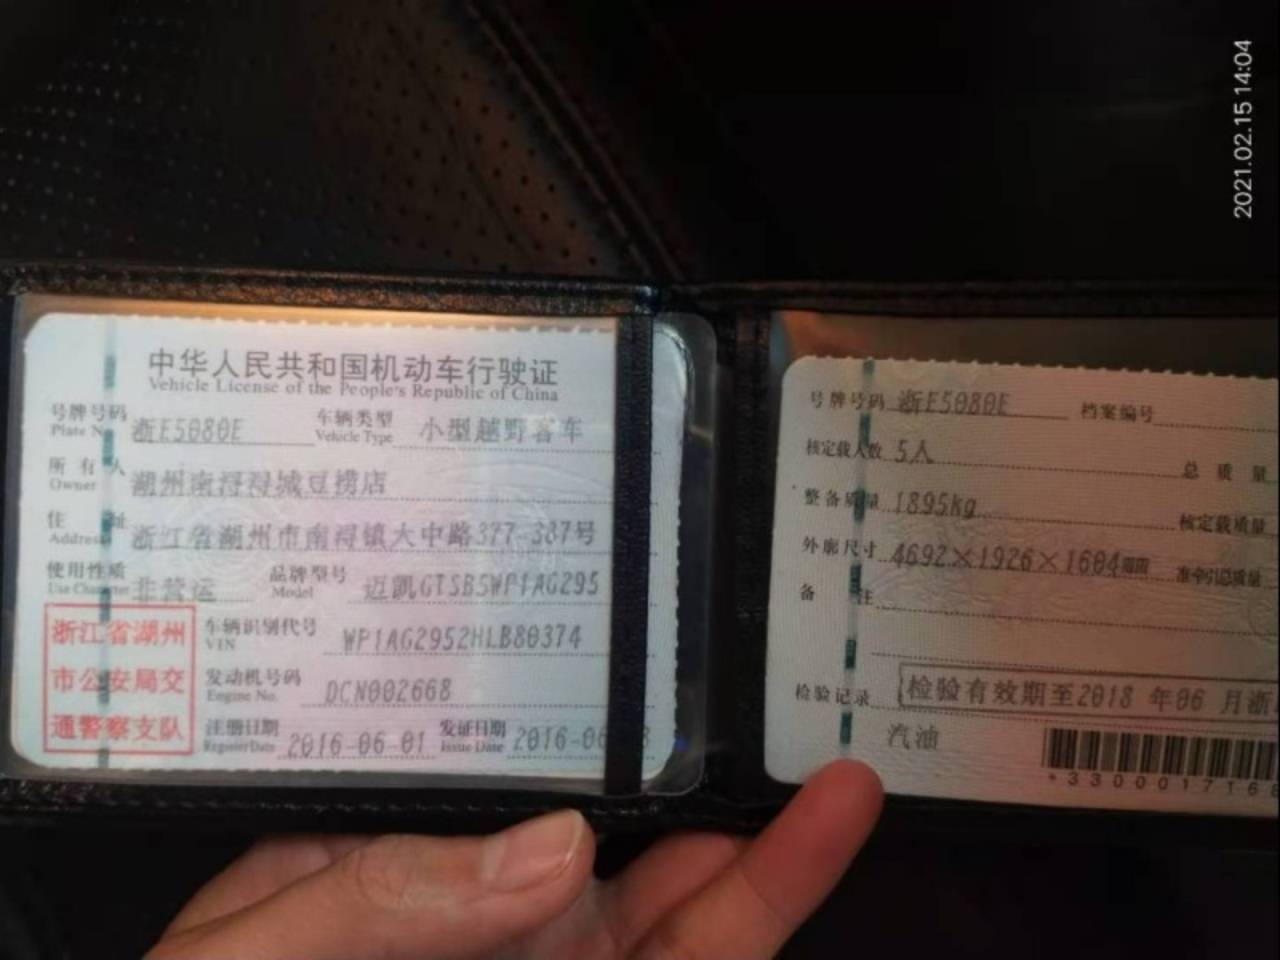 2021.02.15 14:04
中华人民共和国机动车行驶证
Vehicle License of the People's Republic of China
号牌号码 浙E5080E 车辆类型 小型越野客车
Plate No. Vehicle Type
所有人 湖州南浔浔城豆捞店
Owner
住址 浙江省湖州市南浔镇大中路377-387号
Address
使用性质 非营运 品牌型号 迈凯GTSB5WP1AG295
Use Character Model
浙江省湖州
市公安局交
通警察支队
车辆识别代号 WP1AG2952HLB80374
VIN
发动机号码 DCN002668
Engine No.
注册日期 2016-06-01 发证日期 2016-06
Register Date Issue Date
号牌号码 浙E5080E 档案编号
核定载人数 5人 总质量
整备质量 1895kg 核定载质量
外廓尺寸 4692×1926×1604 准牵引总质量
备注
检验记录 检验有效期至2018 年06 月浙
汽油
*3300017168